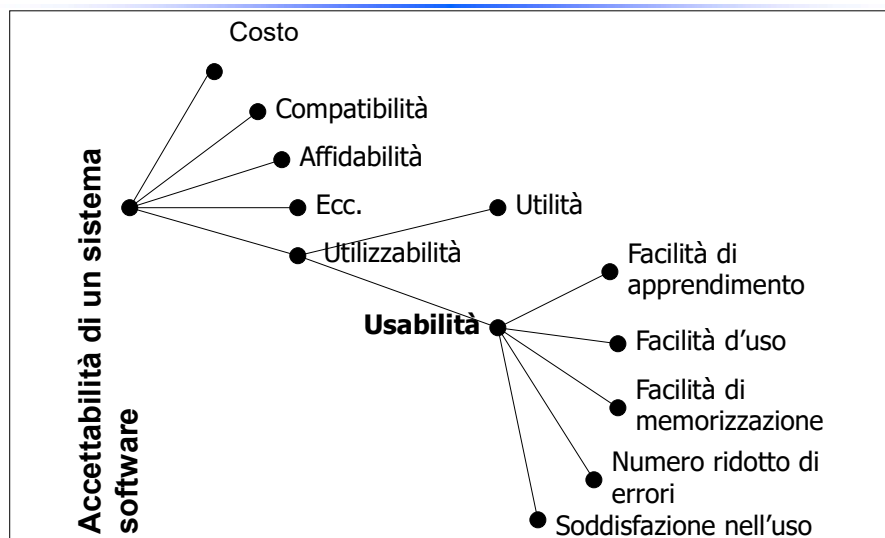 Costo
Compatibilità
Affidabilità
Ecc.
Utilità
Utilizzabilità
Facilità di
apprendimento
Usabilità
Facilità d’uso
Facilità di
memorizzazione
Numero ridotto di
errori
Soddisfazione nell’uso
Accettabilità di un sistema
software